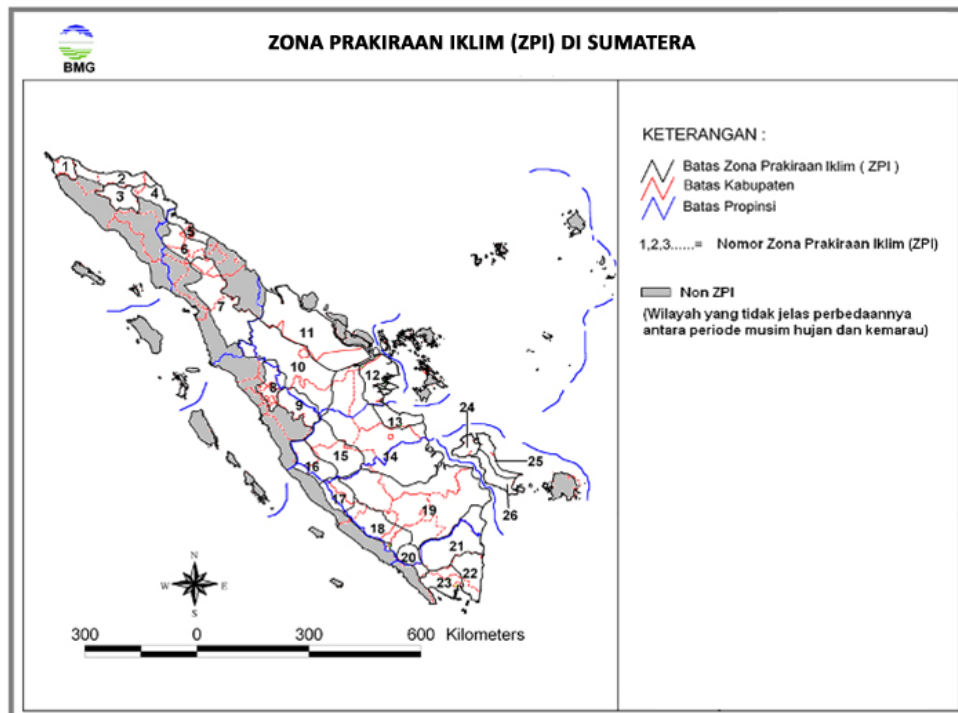 BMG
ZONA PRAKIRAAN IKLIM (ZPI) DI SUMATERA
KETERANGAN :
Batas Zona Prakiraan Iklim ( ZPI )
Batas Kabupaten
Batas Propinsi
1,2,3......= Nomor Zona Prakiraan Iklim (ZPI)
Non ZPI
(Wilayah yang tidak jelas perbedaannya
antara periode musim hujan dan kemarau)
1
2
3
4
5
6
7
11
10
12
8
9
13
24
25
15
14
16
26
17
19
18
21
20
22
23
N
W E
S
300 0 300 600 Kilometers